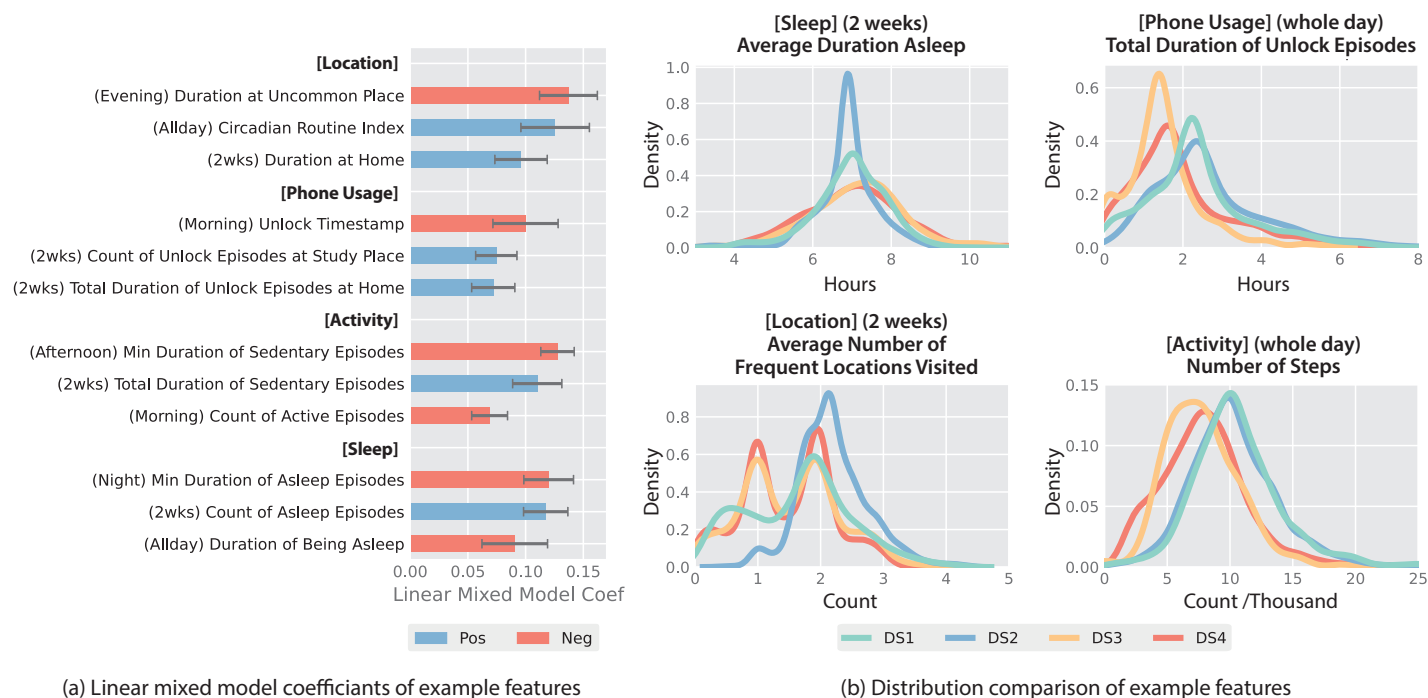 [Location]
(Evening) Duration at Uncommon Place
(Allday) Circadian Routine Index
(2wks) Duration at Home
[Phone Usage]
(Morning) Unlock Timestamp
(2wks) Count of Unlock Episodes at Study Place
(2wks) Total Duration of Unlock Episodes at Home
[Activity]
(Afternoon) Min Duration of Sedentary Episodes
(2wks) Total Duration of Sedentary Episodes
(Morning) Count of Active Episodes
[Sleep]
(Night) Min Duration of Asleep Episodes
(2wks) Count of Asleep Episodes
(Allday) Duration of Being Asleep
0.00 0.05 0.10 0.15
Linear Mixed Model Coef
Pos Neg
(a) Linear mixed model coefficiants of example features
[Sleep] (2 weeks)
Average Duration Asleep
1.0
0.8
0.6
0.4
0.2
0.0
Density
4 6 8 10
Hours
[Phone Usage] (whole day)
Total Duration of Unlock Episodes
0.6
0.4
0.2
0.0
Density
0 2 4 6 8
Hours
[Location] (2 weeks)
Average Number of
Frequent Locations Visited
0.8
0.6
0.4
0.2
0.0
Density
0 1 2 3 4 5
Count
[Activity] (whole day)
Number of Steps
0.15
0.10
0.05
0.00
Density
0 5 10 15 20 25
Count /Thousand
DS1 DS2 DS3 DS4
(b) Distribution comparison of example features